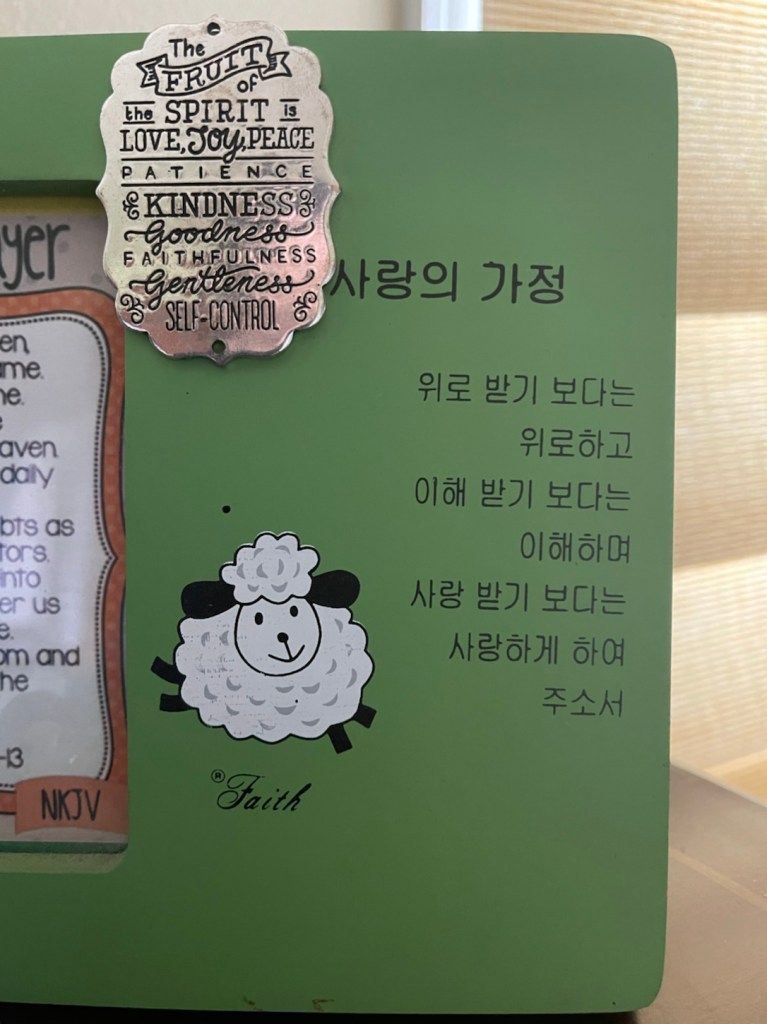 The
FRUIT
of
the SPIRIT is
LOVE, Joy, PEACE
PATIENCE
KINDNESS
Goodness
FAITHFULNESS
Gentleness
SELF-CONTROL
사랑의 가정
위로 받기 보다는
위로하고
이해 받기 보다는
이해하며
사랑 받기 보다는
사랑하게 하여
주소서
® Faith
yer
en,
ame.
ne.
e
aven.
daily
bts as
tors.
into
er us
e.
om and
he
-13
NKJV